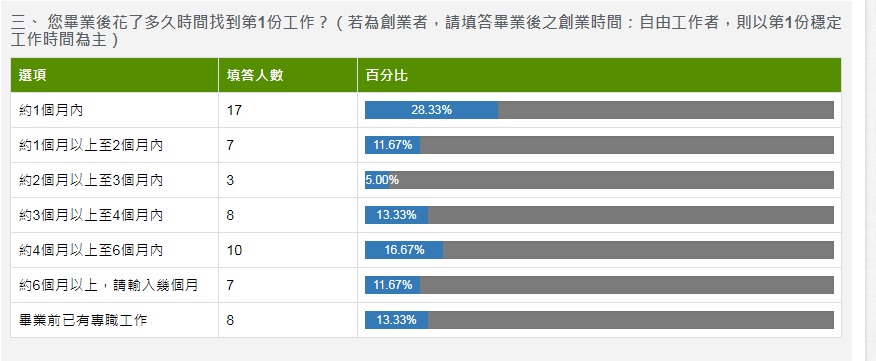 三、 您畢業後花了多久時間找到第1份工作？（若為創業者，請填答畢業後之創業時間；自由工作者，則以第1份穩定
工作時間為主）
選項 填答人數 百分比
約1個月內 17 28.33%
約1個月以上至2個月內 7 11.67%
約2個月以上至3個月內 3 5.00%
約3個月以上至4個月內 8 13.33%
約4個月以上至6個月內 10 16.67%
約6個月以上，請輸入幾個月 7 11.67%
畢業前已有專職工作 8 13.33%